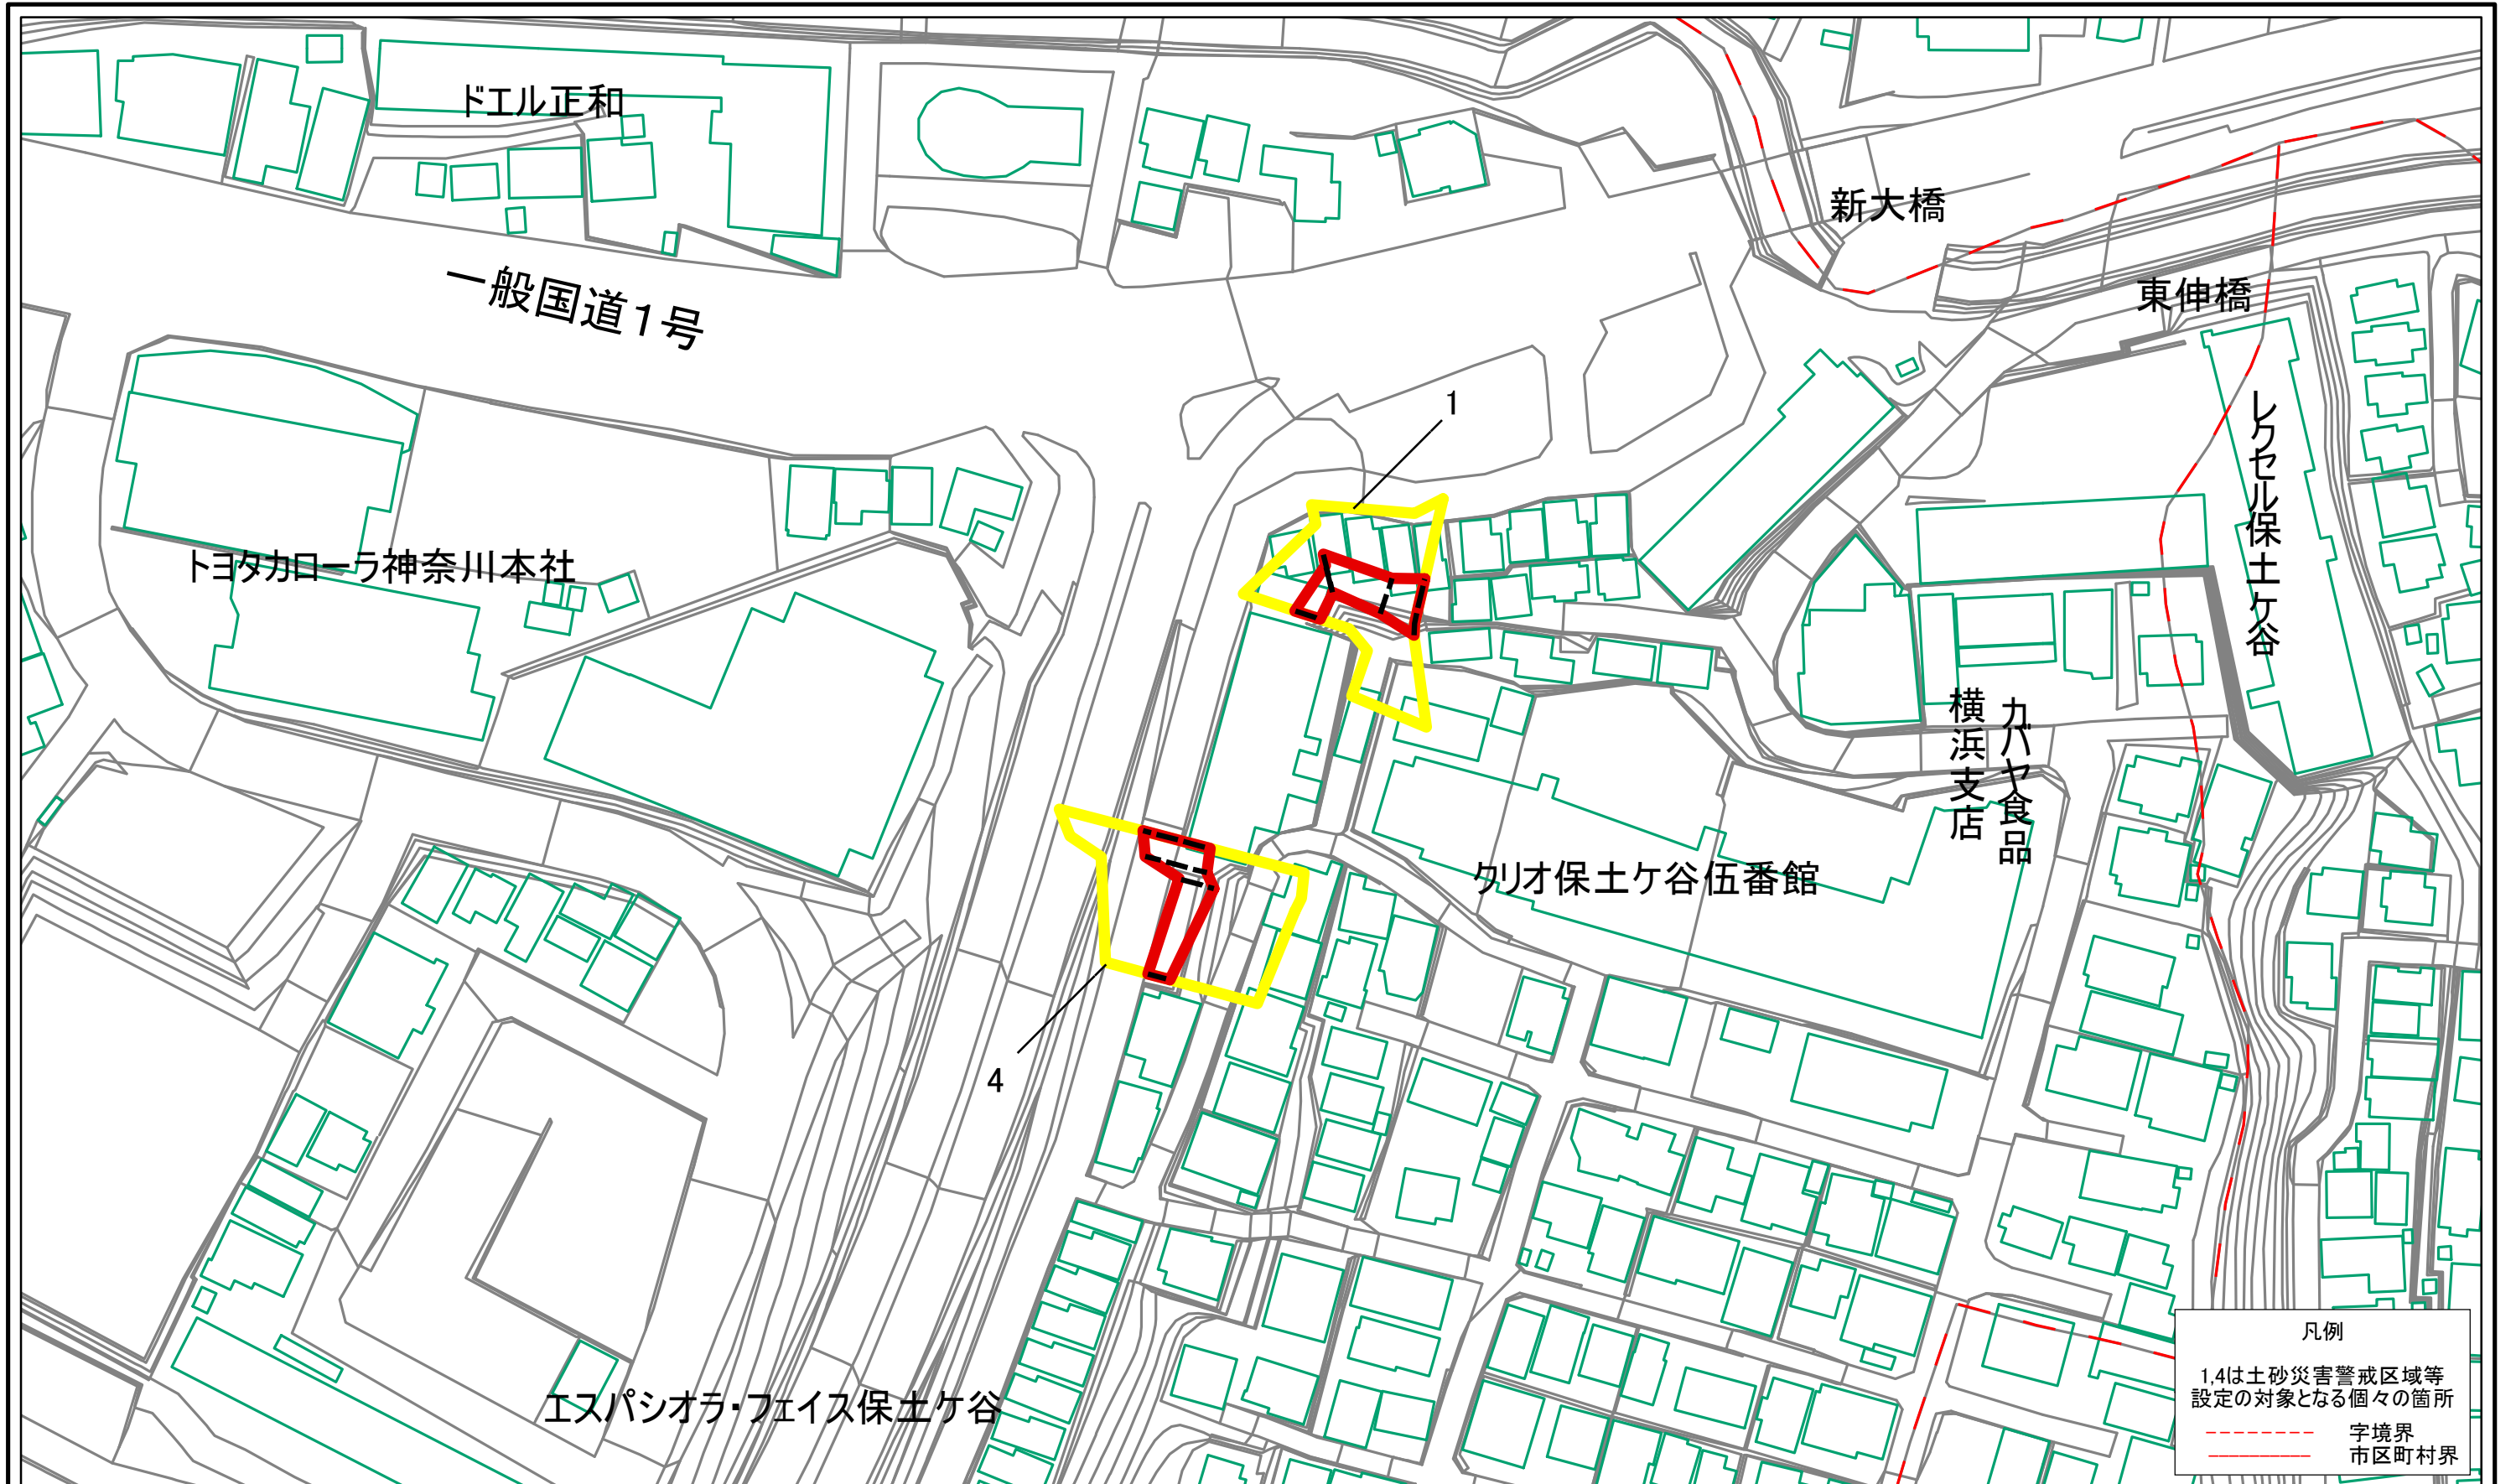 ドエル正和
新大橋
一般国道1号
東伸橋
1
レクセル保土ケ谷
トヨタカローラ神奈川本社
カバヤ食品
横浜支店
クリオ保土ケ谷伍番館
4
エスパシオラ・フェイス保土ケ谷
凡例
1,4は土砂災害警戒区域等
設定の対象となる個々の箇所
字境界
市区町村界